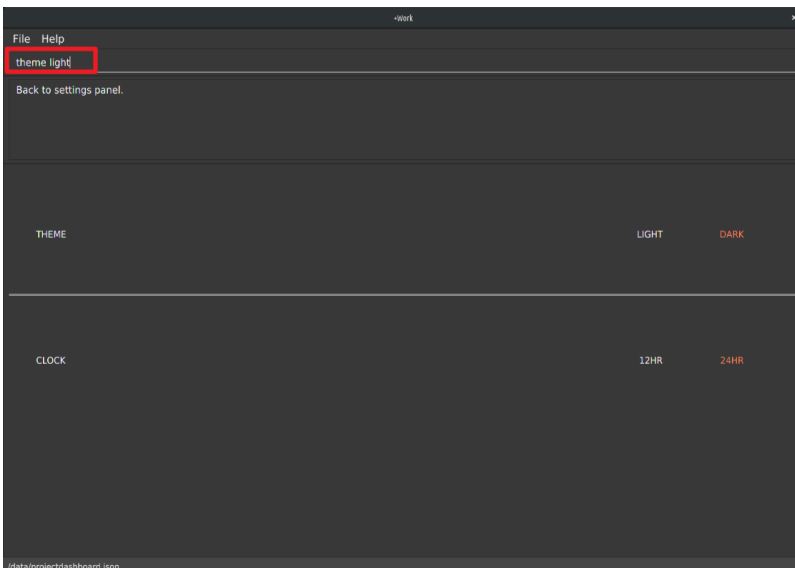 +Work
File Help
theme light
Back to settings panel.
THEME LIGHT DARK
CLOCK 12HR 24HR
/data/projectdashboard.json